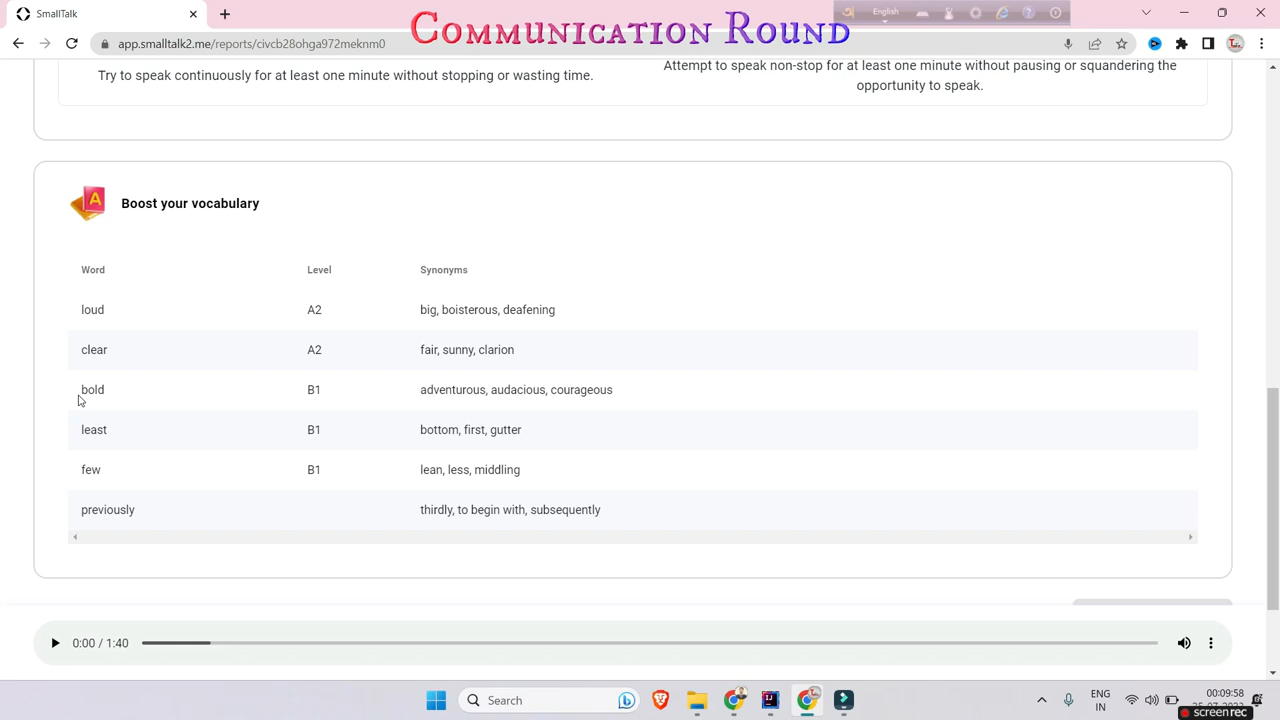 SmallTalk
Communication Round
English
app.smalltalk2.me/reports/civcb28ohga972meknm0
Try to speak continuously for at least one minute without stopping or wasting time.
Attempt to speak non-stop for at least one minute without pausing or squandering the
opportunity to speak.
A
Boost your vocabulary
Word Level Synonyms
loud A2 big, boisterous, deafening
clear A2 fair, sunny, clarion
bold B1 adventurous, audacious, courageous
least B1 bottom, first, gutter
few B1 lean, less, middling
previously thirdly, to begin with, subsequently
0:00 / 1:40
Search
ENG
IN
00:09:58
screenrec